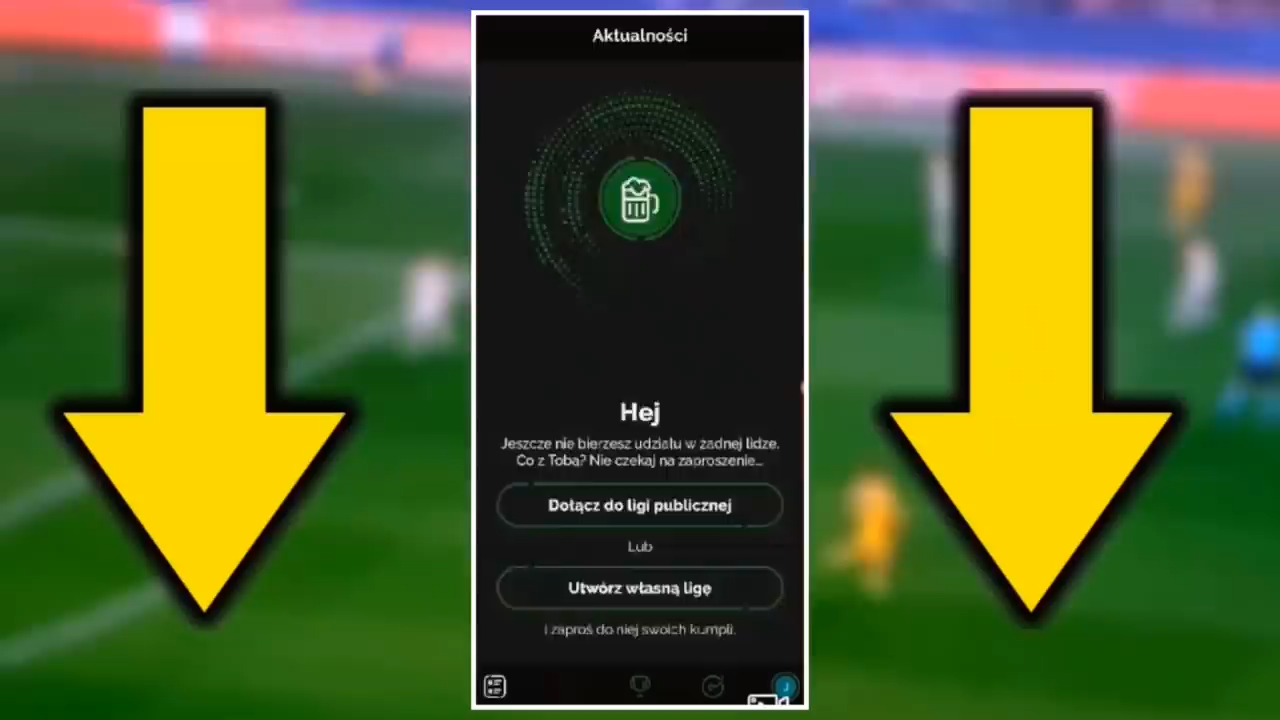 Aktualności
Hej
Jeszcze nie bierzesz udziału w żadnej lidze.
Co z Tobą? Nie czekaj na zaproszenie...
Dołącz do ligi publicznej
Lub
Utwórz własną ligę
i zaproś do niej swoich kumpli.
J